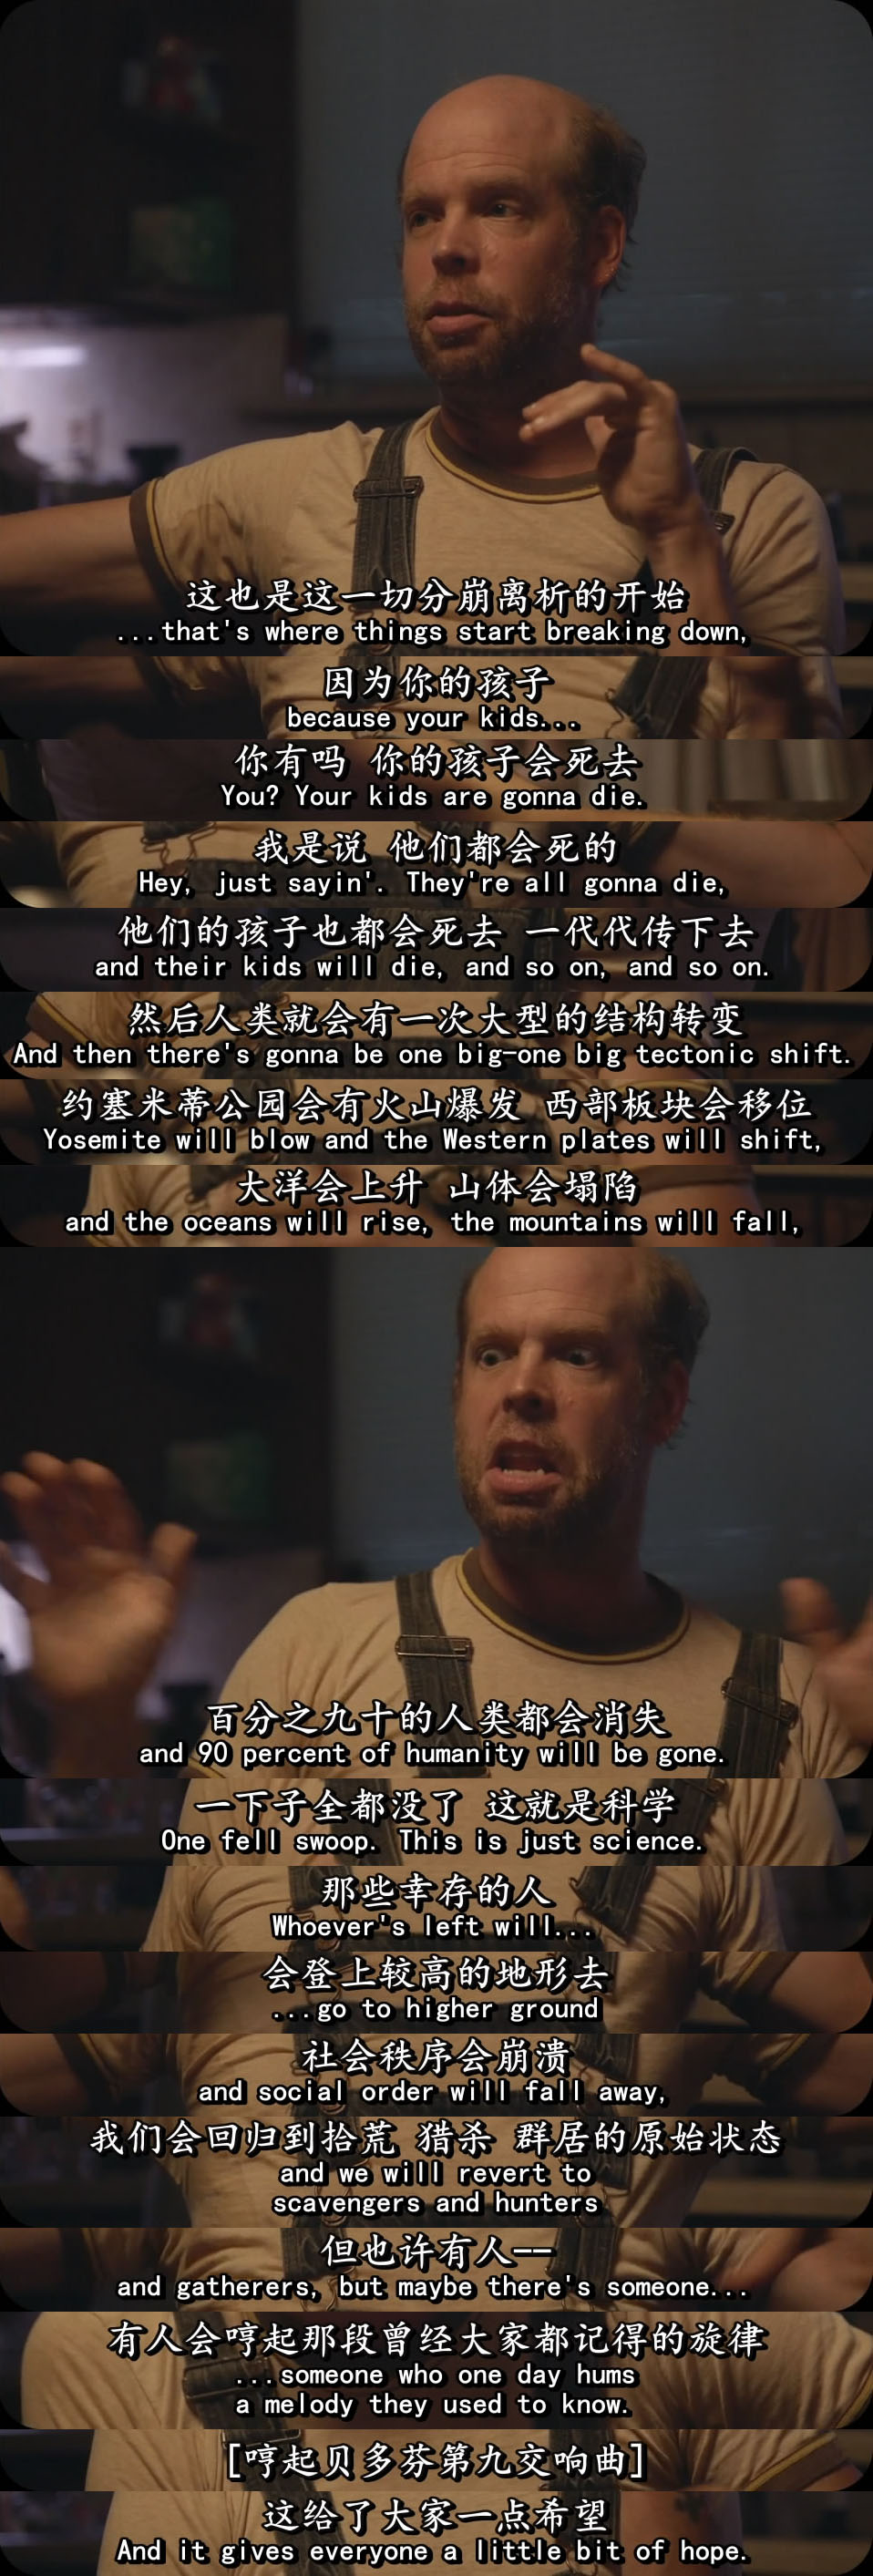 这也是这一切分崩离析的开始
...that's where things start breaking down,
因为你的孩子
because your kids...
你有吗 你的孩子会死去
You? Your kids are gonna die.
我是说 他们都会死的
Hey, just sayin'. They're all gonna die,
他们的孩子也都会死去 一代代传下去
and their kids will die, and so on, and so on.
然后人类就会有一次大型的结构转变
And then there's gonna be one big-one big tectonic shift.
约塞米蒂公园会有火山爆发 西部板块会移位
Yosemite will blow and the Western plates will shift,
大洋会上升 山体会塌陷
and the oceans will rise, the mountains will fall,
百分之九十的人类都会消失
and 90 percent of humanity will be gone.
一下子全都没了 这就是科学
One fell swoop. This is just science.
那些幸存的人
Whoever's left will...
会登上较高的地形去
...go to higher ground
社会秩序会崩溃
and social order will fall away,
我们会回归到拾荒 猎杀 群居的原始状态
and we will revert to
scavengers and hunters
但也许有人--
and gatherers, but maybe there's someone...
有人会哼起那段曾经大家都记得的旋律
...someone who one day hums
a melody they used to know.
[哼起贝多芬第九交响曲]
这给了大家一点希望
And it gives everyone a little bit of hope.